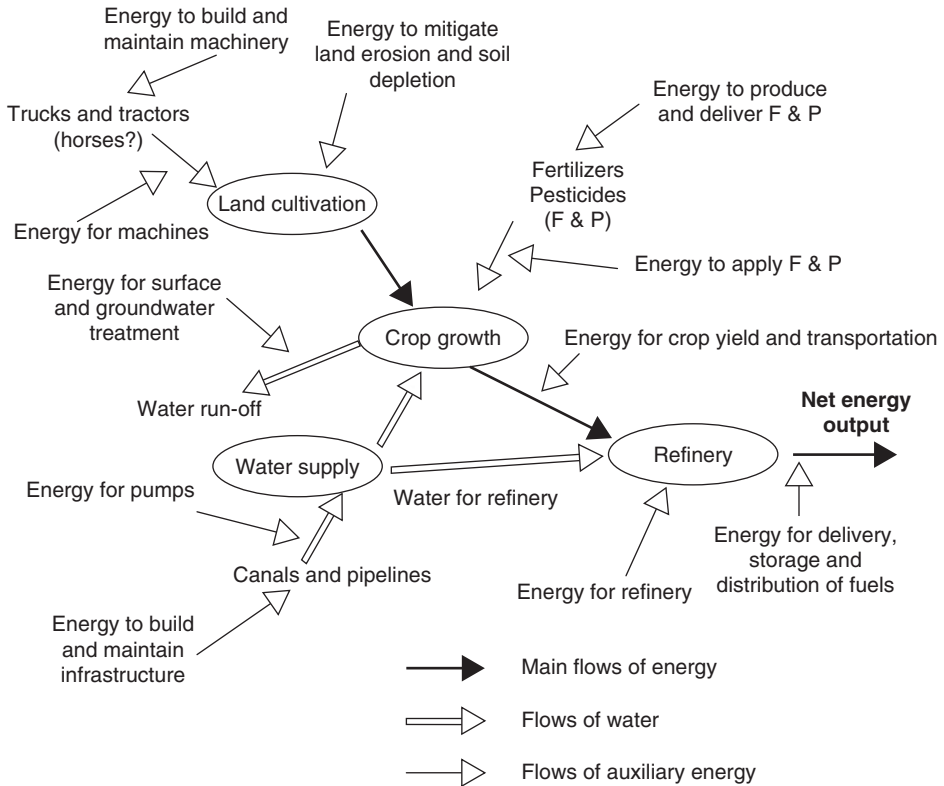 Energy to build and
maintain machinery
Energy to mitigate
land erosion and soil
depletion
Energy to produce
and deliver F & P
Trucks and tractors
(horses?)
Fertilizers
Pesticides
(F & P)
Land cultivation
Energy for machines
Energy to apply F & P
Energy for surface
and groundwater
treatment
Crop growth
Energy for crop yield and transportation
Water run-off
Net energy
output
Water supply
Refinery
Energy for pumps
Water for refinery
Energy for delivery,
storage and
distribution of fuels
Canals and pipelines
Energy for refinery
Energy to build
and maintain
infrastructure
Main flows of energy
Flows of water
Flows of auxiliary energy